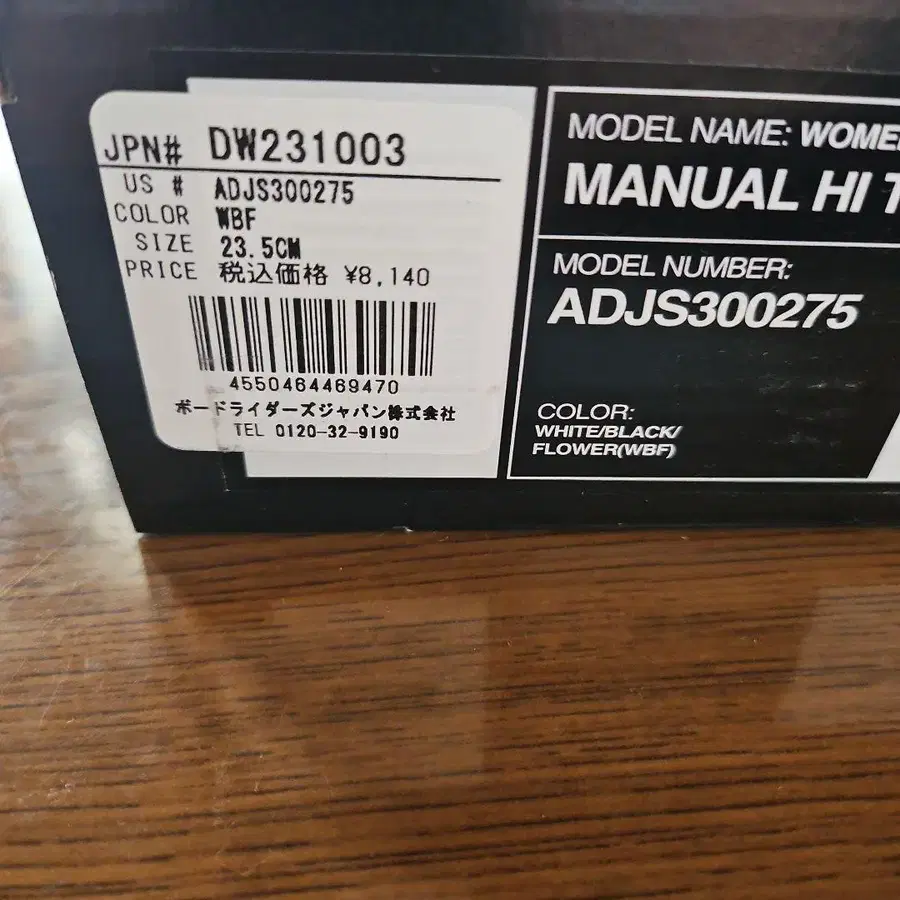 JPN# DW231003
US # ADJS300275
COLOR WBF
SIZE 23.5CM
PRICE 税込価格 ¥8,140
4550464469470
ボードライダーズジャパン株式会社
TEL 0120-32-9190
MODEL NAME:
MANUAL HI
MODEL NUMBER:
ADJS300275
COLOR:
WHITE/BLACK/
FLOWER(WBF)